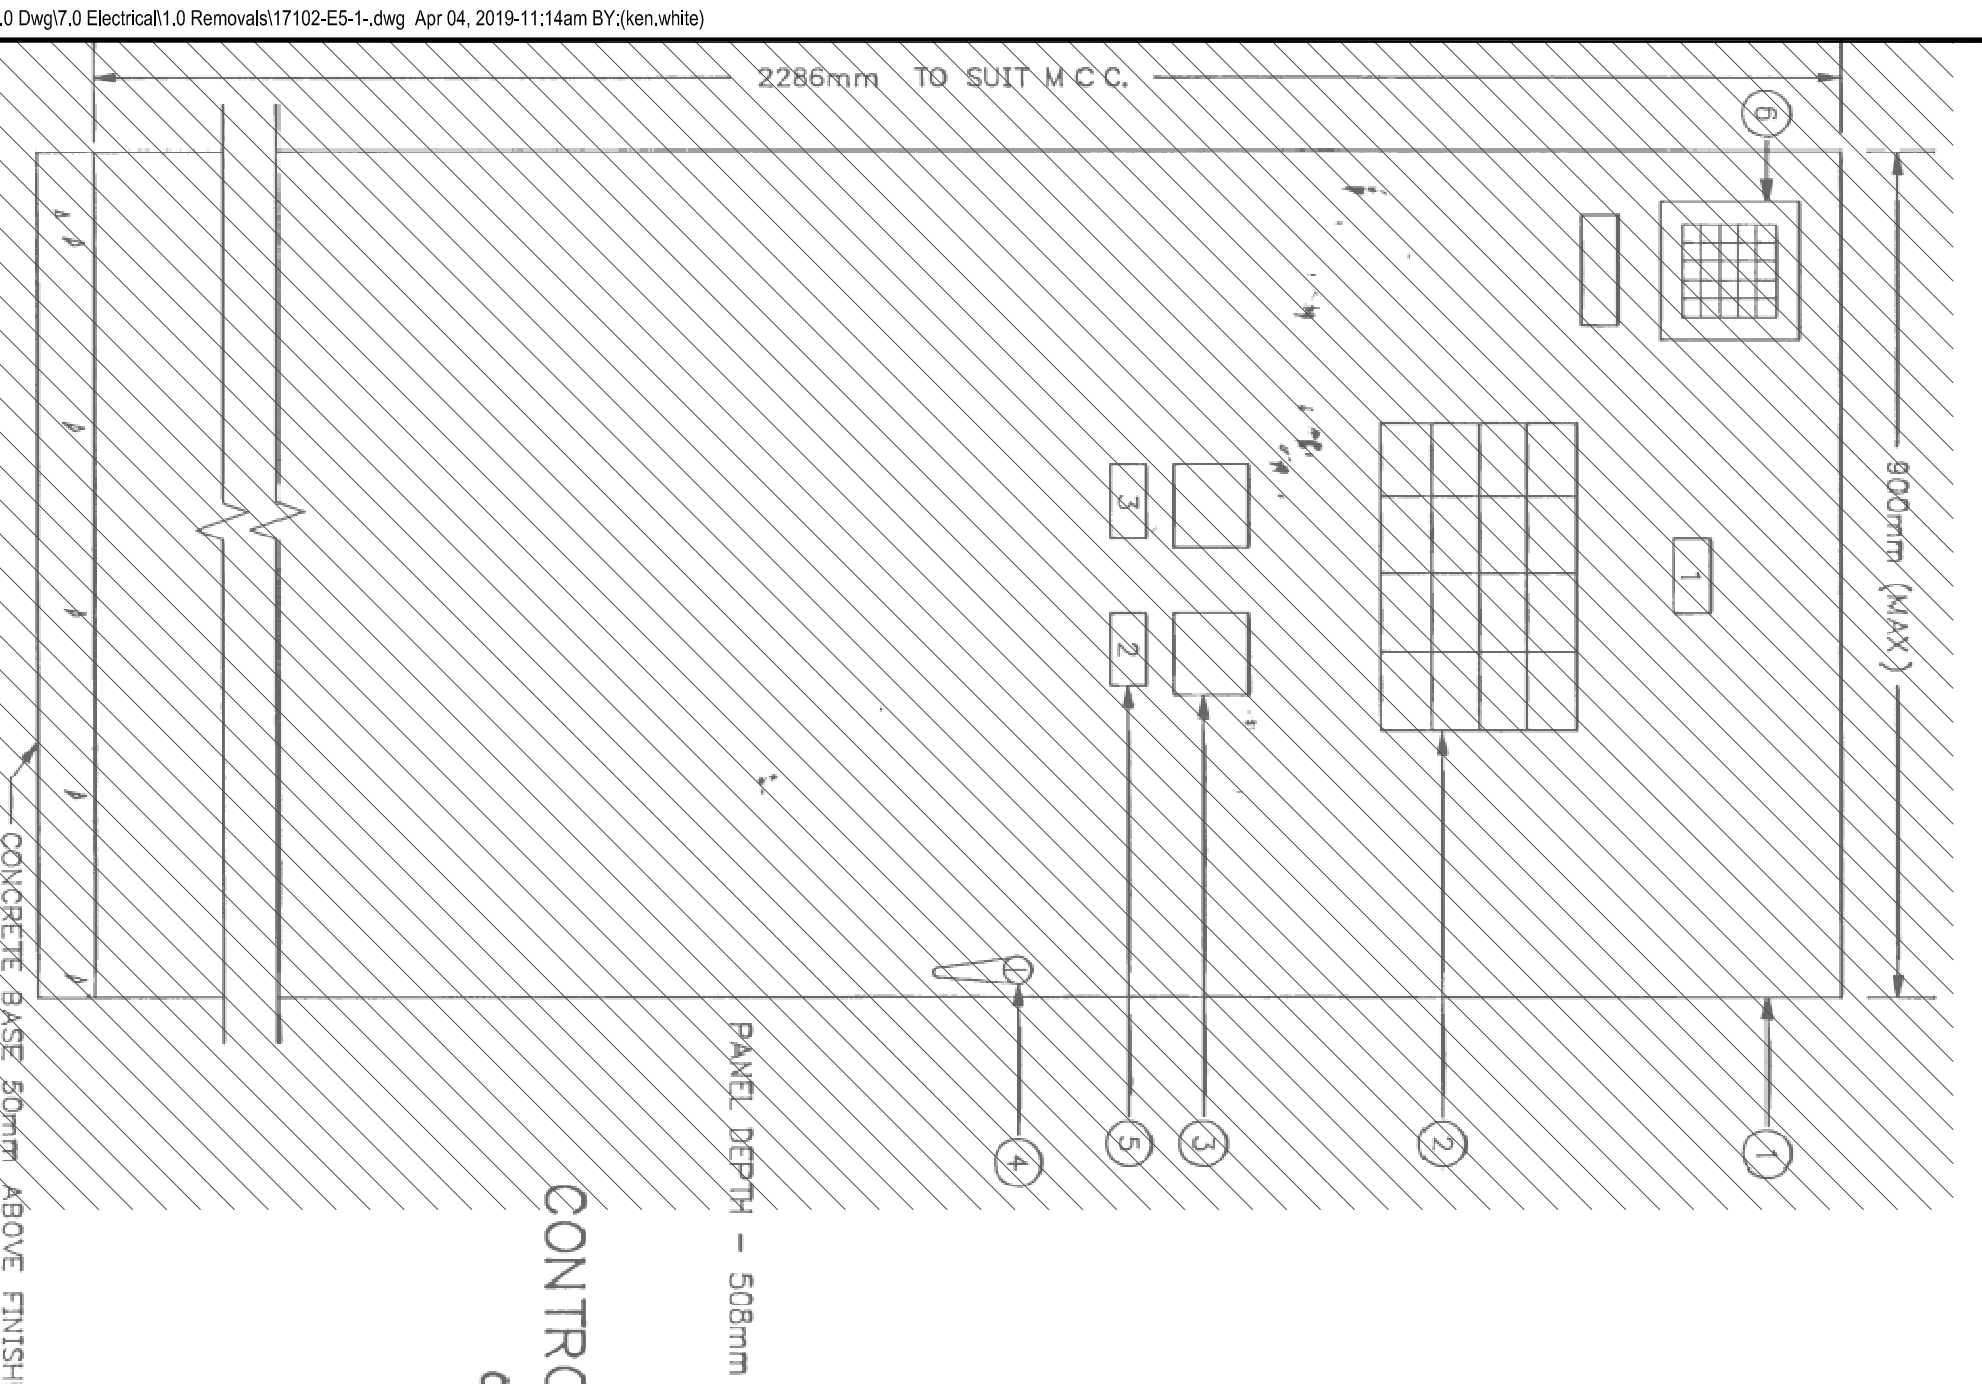 .0 Dwg\7.0 Electrical\1.0 Removals\17102-E5-1-.dwg Apr 04, 2019-11:14am BY:(ken.white)
2286mm TO SUIT M C C.
6
900mm (MAX)
1
3
2
4
5
3
2
1
PANEL DEPTH - 508mm
CONTRO
CONCRETE BASE 50mm ABOVE FINISH